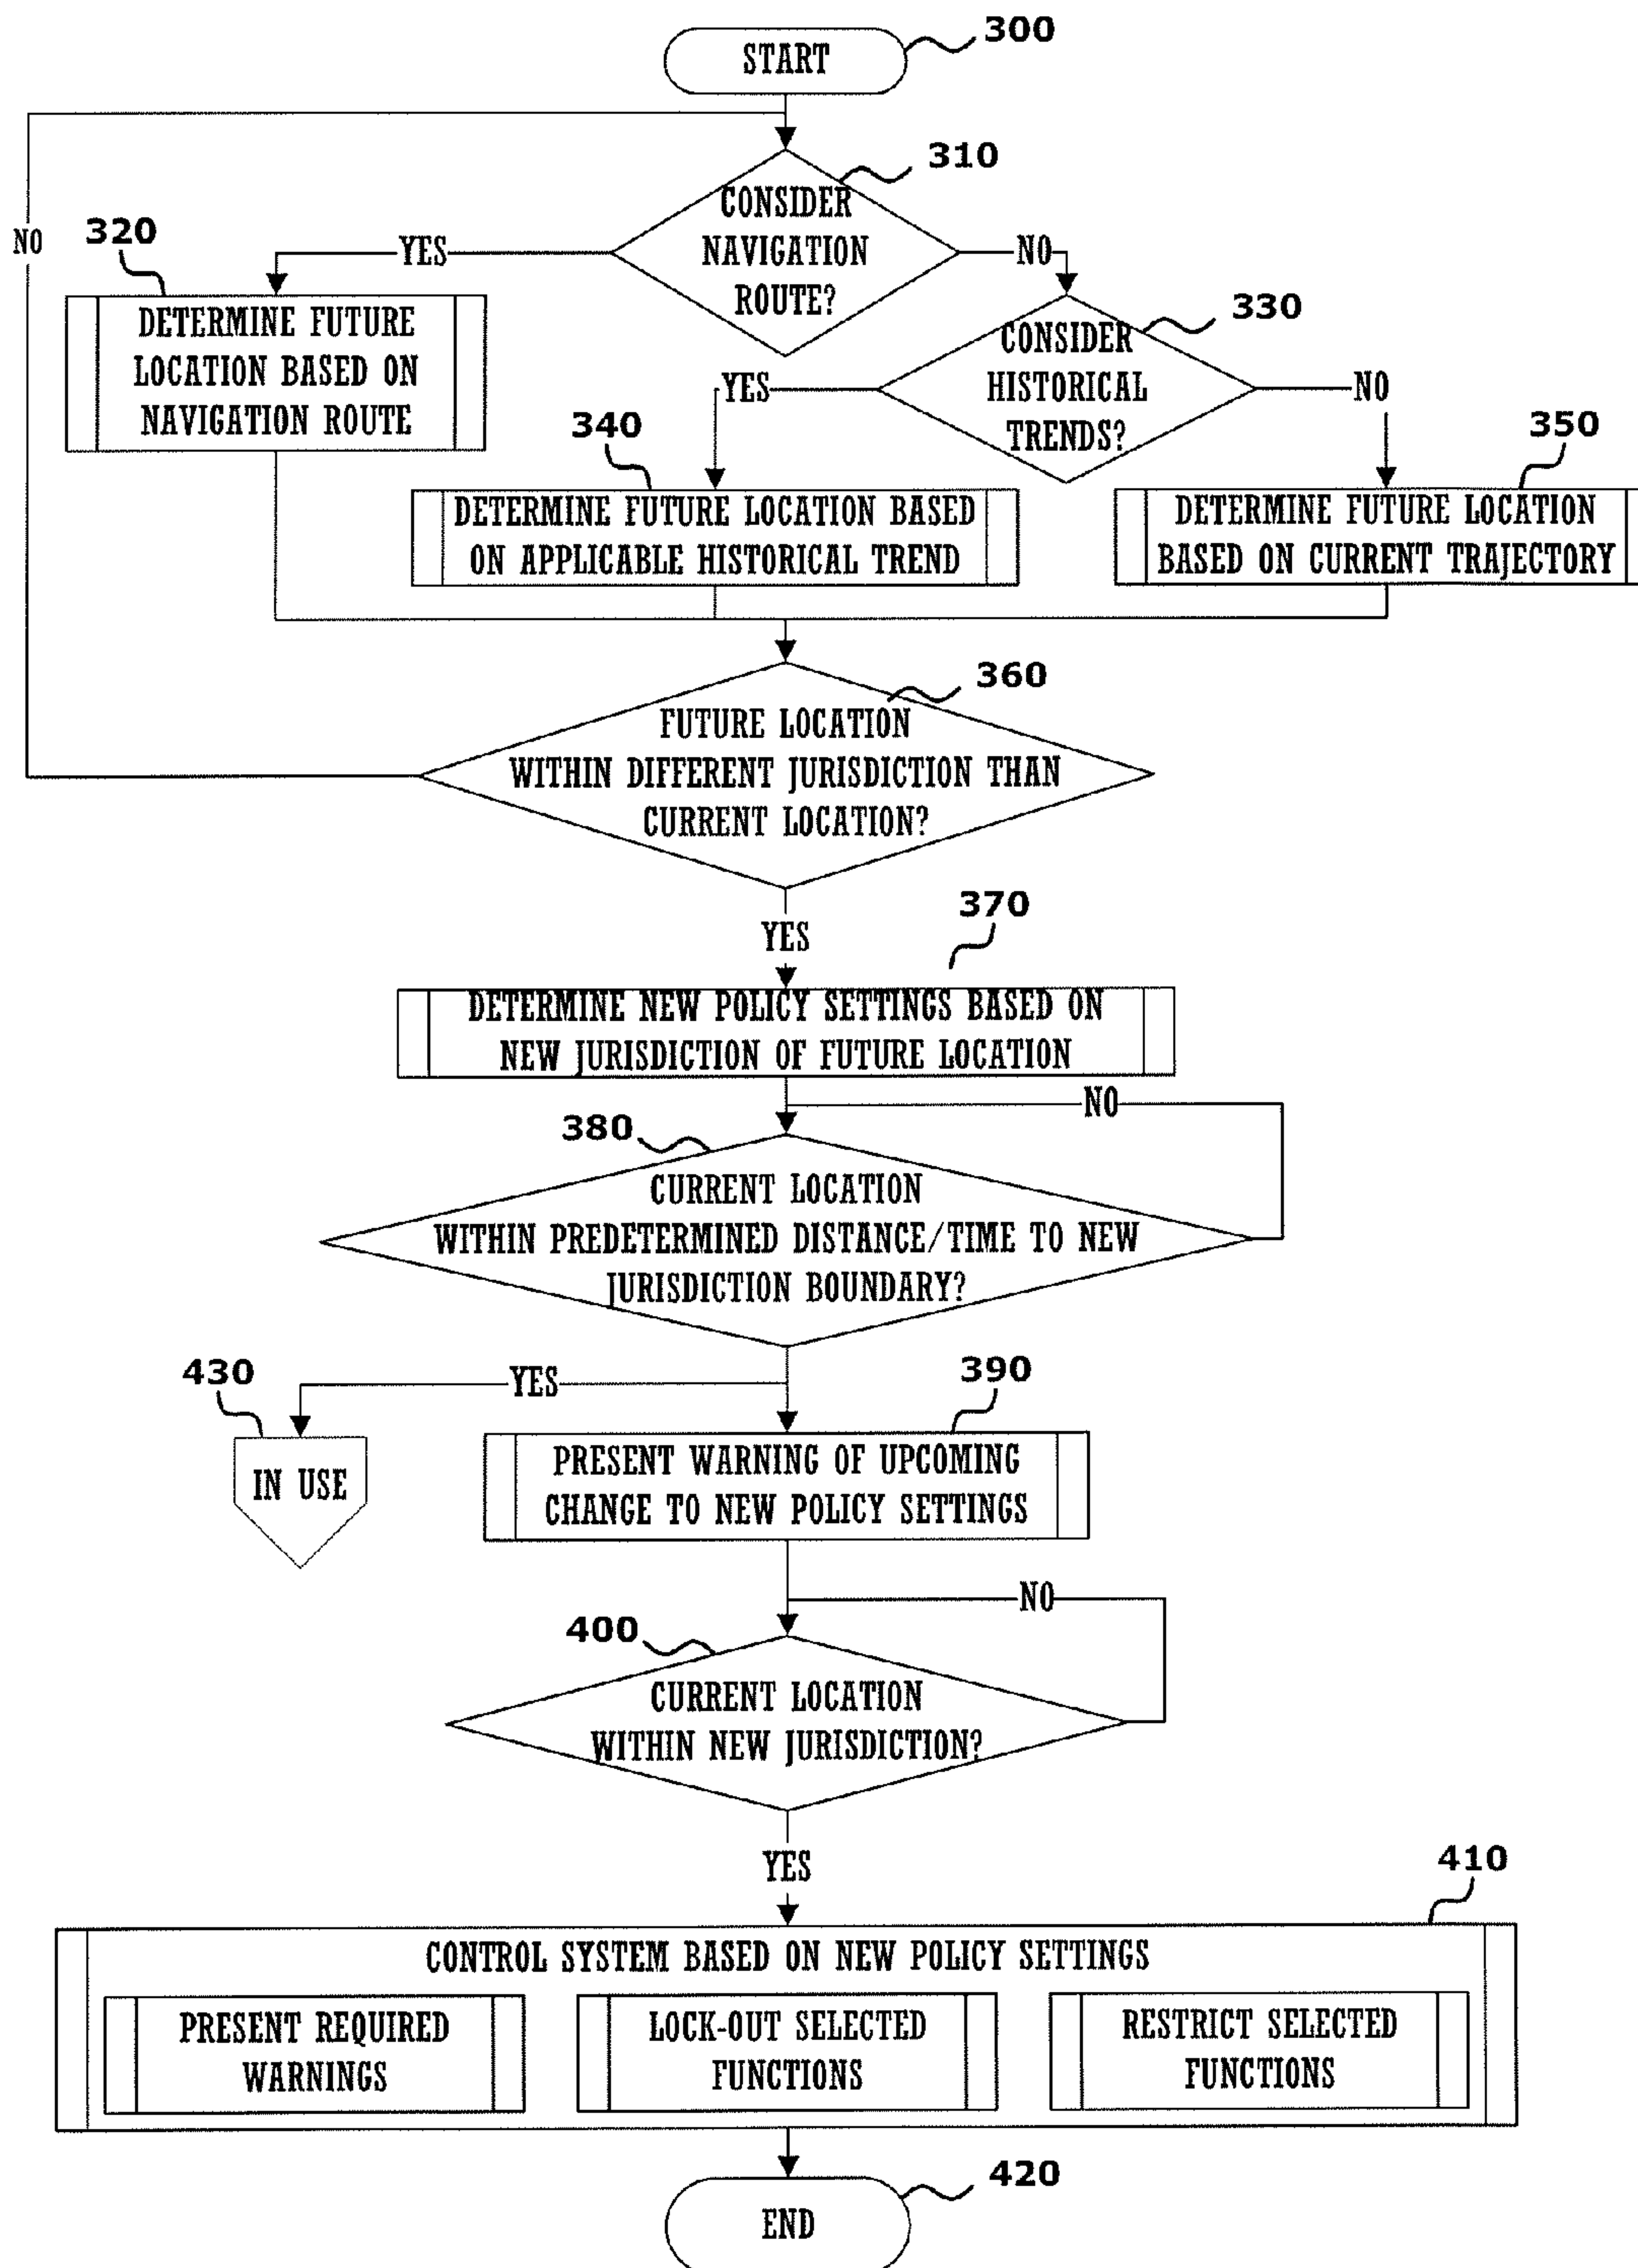 300
START
310
CONSIDER
NAVIGATION
ROUTE?
NO
320
YES
NO
DETERMINE FUTURE
LOCATION BASED ON
NAVIGATION ROUTE
330
CONSIDER
HISTORICAL
TRENDS?
YES
NO
340
350
DETERMINE FUTURE LOCATION BASED
ON APPLICABLE HISTORICAL TREND
DETERMINE FUTURE LOCATION
BASED ON CURRENT TRAJECTORY
360
FUTURE LOCATION
WITHIN DIFFERENT JURISDICTION THAN
CURRENT LOCATION?
370
YES
DETERMINE NEW POLICY SETTINGS BASED ON
NEW JURISDICTION OF FUTURE LOCATION
NO
380
CURRENT LOCATION
WITHIN PREDETERMINED DISTANCE/TIME TO NEW
JURISDICTION BOUNDARY?
430
YES
390
IN USE
PRESENT WARNING OF UPCOMING
CHANGE TO NEW POLICY SETTINGS
NO
400
CURRENT LOCATION
WITHIN NEW JURISDICTION?
YES
410
CONTROL SYSTEM BASED ON NEW POLICY SETTINGS
PRESENT REQUIRED
WARNINGS
LOCK-OUT SELECTED
FUNCTIONS
RESTRICT SELECTED
FUNCTIONS
420
END